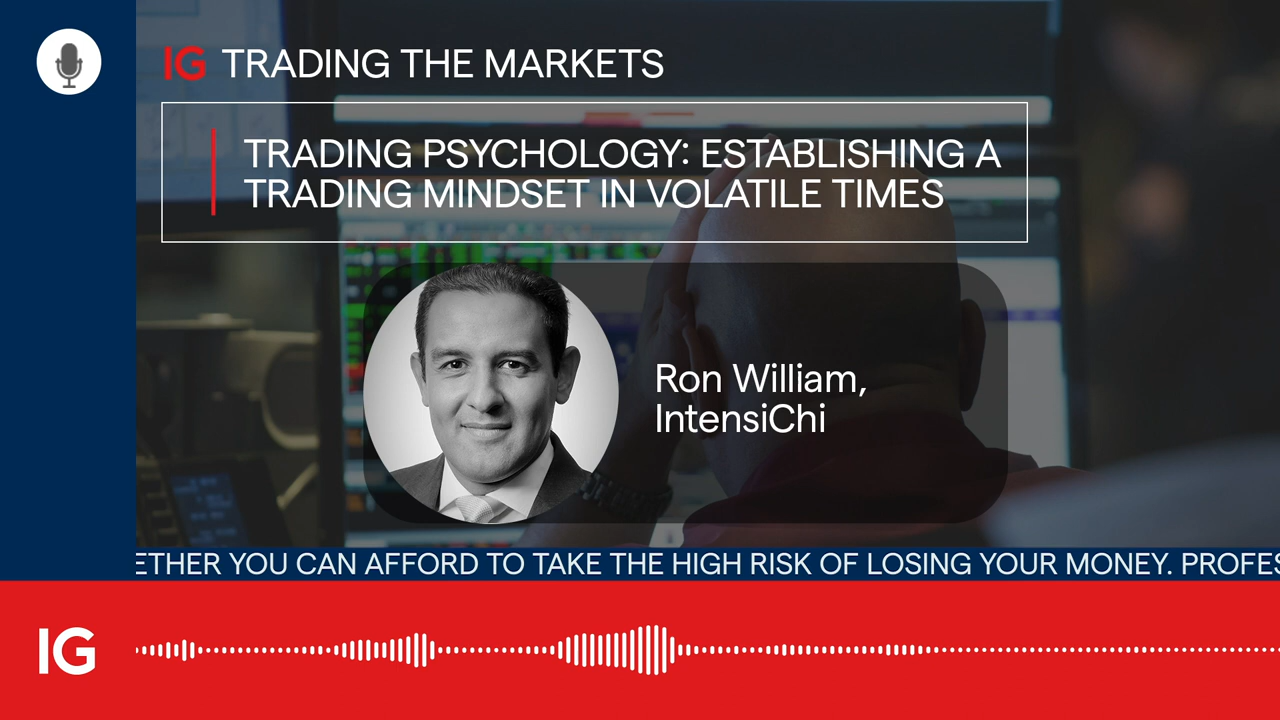 IG TRADING THE MARKETS
TRADING PSYCHOLOGY: ESTABLISHING A
TRADING MINDSET IN VOLATILE TIMES
Ron William,
IntensiChi
ETHER YOU CAN AFFORD TO TAKE THE HIGH RISK OF LOSING YOUR MONEY. PROFES
IG